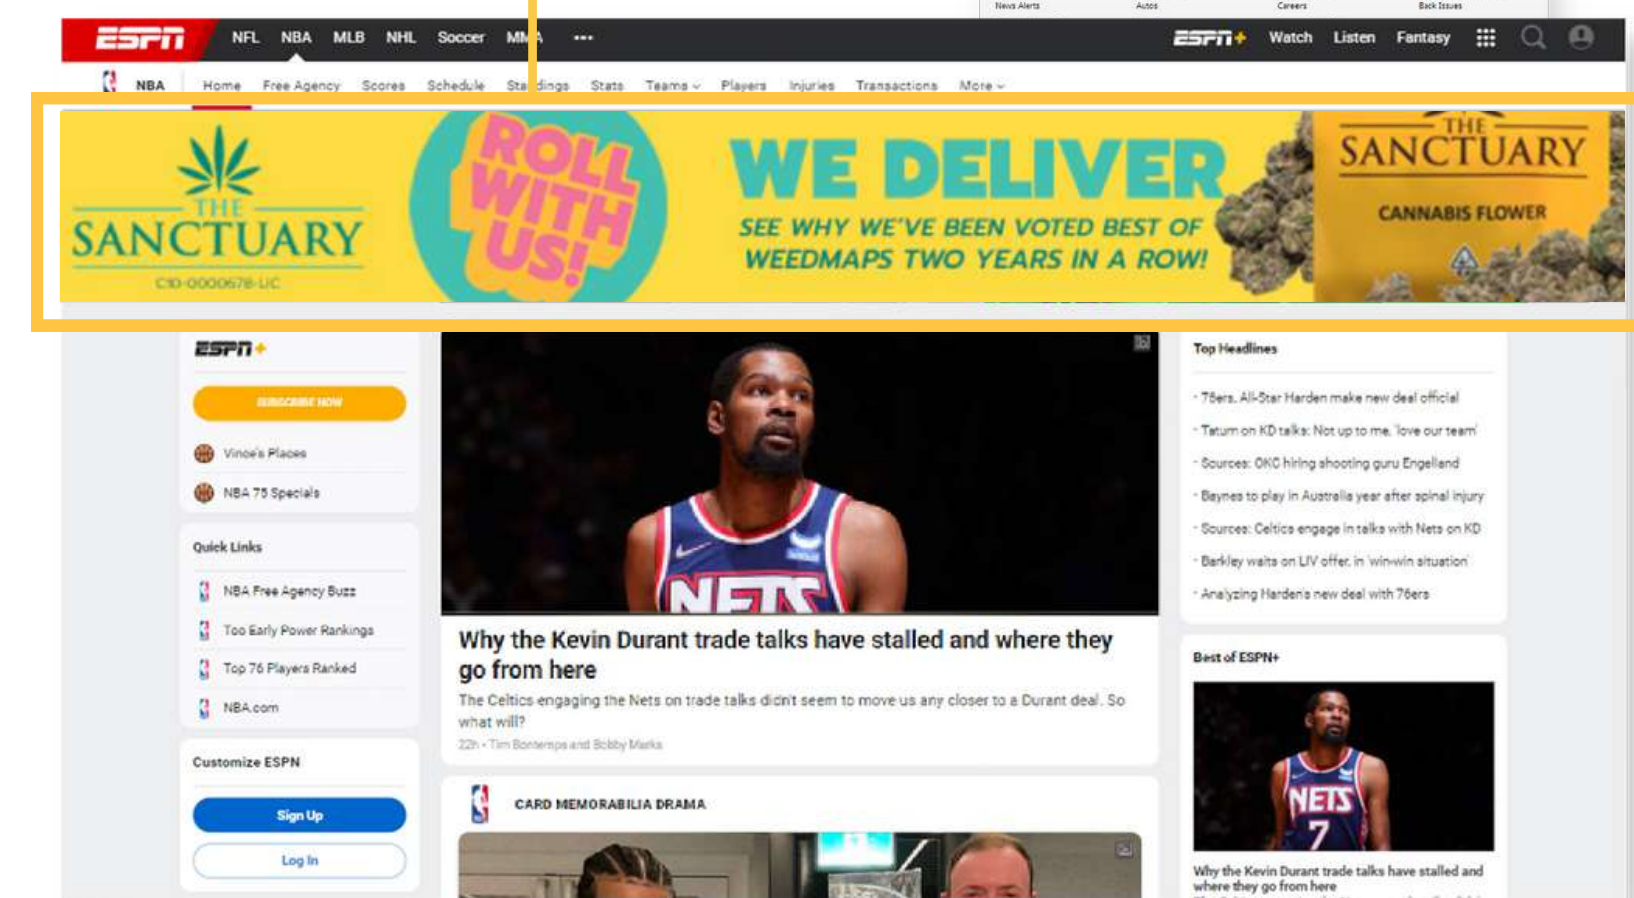 News Alerts Autos Careers Back Issues
ESPN NFL NBA MLB NHL Soccer MMA ••• ESPN+ Watch Listen Fantasy
NBA Home Free Agency Scores Schedule Standings Stats Teams Players Injuries Transactions More
THE
SANCTUARY
C10-0000678-LIC
ROLL
WITH
US!
WE DELIVER
SEE WHY WE'VE BEEN VOTED BEST OF
WEEDMAPS TWO YEARS IN A ROW!
THE
SANCTUARY
CANNABIS FLOWER
ESPN+
SUBSCRIBE NOW
Vince's Places
NBA 75 Specials
Quick Links
NBA Free Agency Buzz
Too Early Power Rankings
Top 76 Players Ranked
NBA.com
Customize ESPN
Sign Up
Log In
NETS
Why the Kevin Durant trade talks have stalled and where they
go from here
The Celtics engaging the Nets on trade talks didn't seem to move us any closer to a Durant deal. So
what will?
22h • Tim Bontemps and Bobby Marks
CARD MEMORABILIA DRAMA
Top Headlines
· 76ers, All-Star Harden make new deal official
· Tatum on KD talks: Not up to me, 'love our team'
· Sources: OKC hiring shooting guru Engelland
· Baynes to play in Australia year after spinal injury
· Sources: Celtics engage in talks with Nets on KD
· Barkley waits on LIV offer, in 'win-win situation'
· Analyzing Harden's new deal with 76ers
Best of ESPN+
NETS
7
Why the Kevin Durant trade talks have stalled and
where they go from here